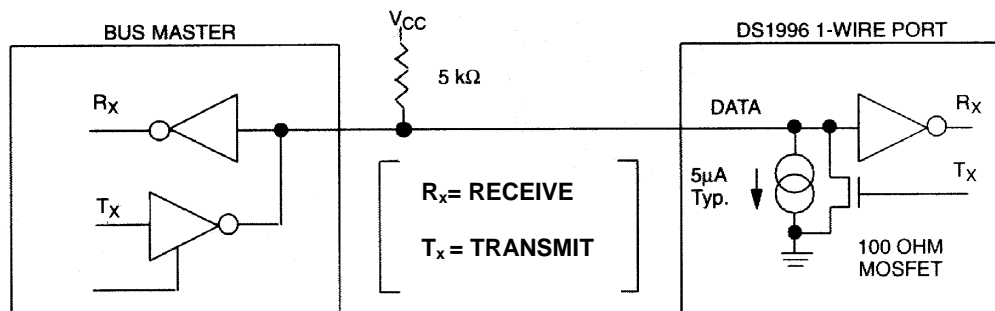 BUS MASTER
RX
TX
VCC
5 kΩ
Rx= RECEIVE
Tx = TRANSMIT
DS1996 1-WIRE PORT
DATA
RX
5µA
Typ.
TX
100 OHM
MOSFET